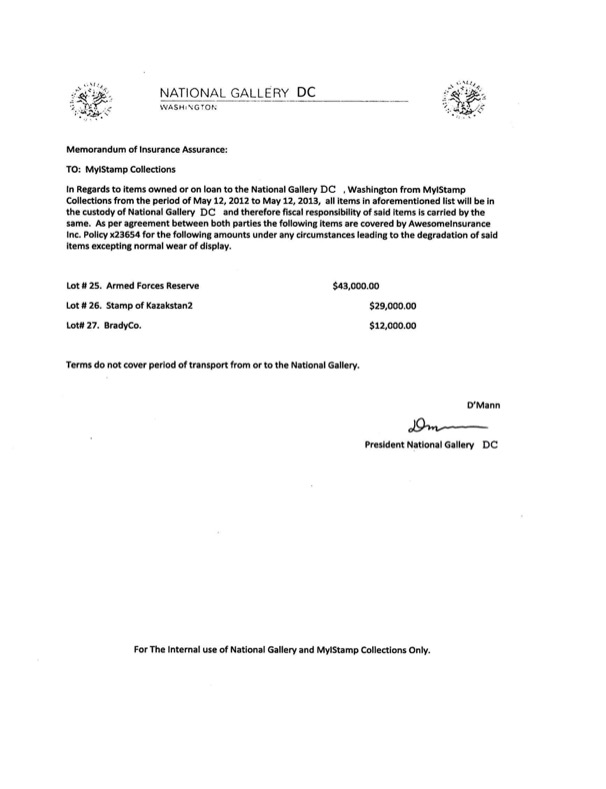 NATIONAL GALLERY DC
WASHINGTON
Memorandum of Insurance Assurance:
TO: MyIStamp Collections
In Regards to items owned or on loan to the National Gallery DC , Washington from MyIStamp
Collections from the period of May 12, 2012 to May 12, 2013, all items in aforementioned list will be in
the custody of National Gallery DC and therefore fiscal responsibility of said items is carried by the
same. As per agreement between both parties the following items are covered by AwesomeInsurance
Inc. Policy x23654 for the following amounts under any circumstances leading to the degradation of said
items excepting normal wear of display.
Lot # 25. Armed Forces Reserve $43,000.00
Lot # 26. Stamp of Kazakstan2 $29,000.00
Lot# 27. BradyCo. $12,000.00
Terms do not cover period of transport from or to the National Gallery.
D'Mann
President National Gallery DC
For The Internal use of National Gallery and MyIStamp Collections Only.